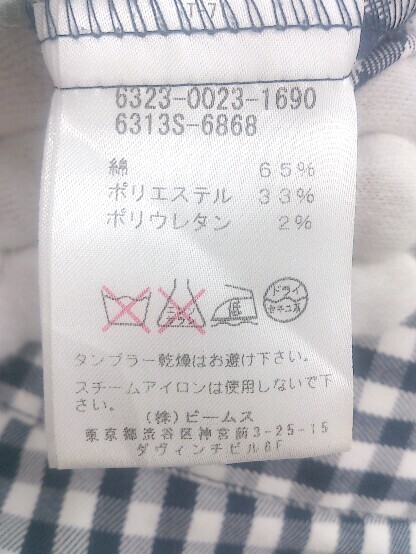 6323-0023-1690
6313S-6868
綿 65%
ポリエステル 33%
ポリウレタン 2%
低 ドライ
セキユ系
タンブラー乾燥はお避け下さい。
スチームアイロンは使用しないで下
さい。
(株)ビームス
東京都渋谷区神宮前3-25-15
ダヴィンチビル6F